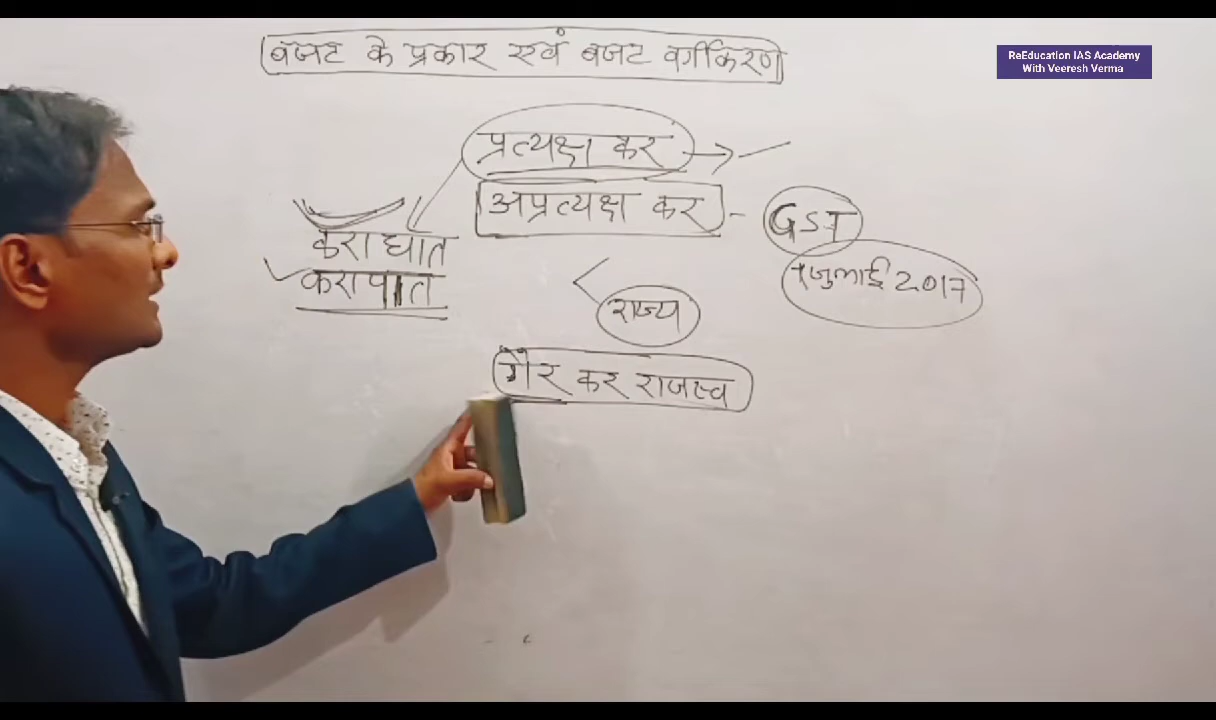 बजट के प्रकार एवं बजट वर्गीकरण
ReEducation IAS Academy
With Veeresh Verma
प्रत्यक्ष कर
अप्रत्यक्ष कर - GST
कराघात
करापात
1 जुलाई 2017
राज्य
गैर कर राजस्व